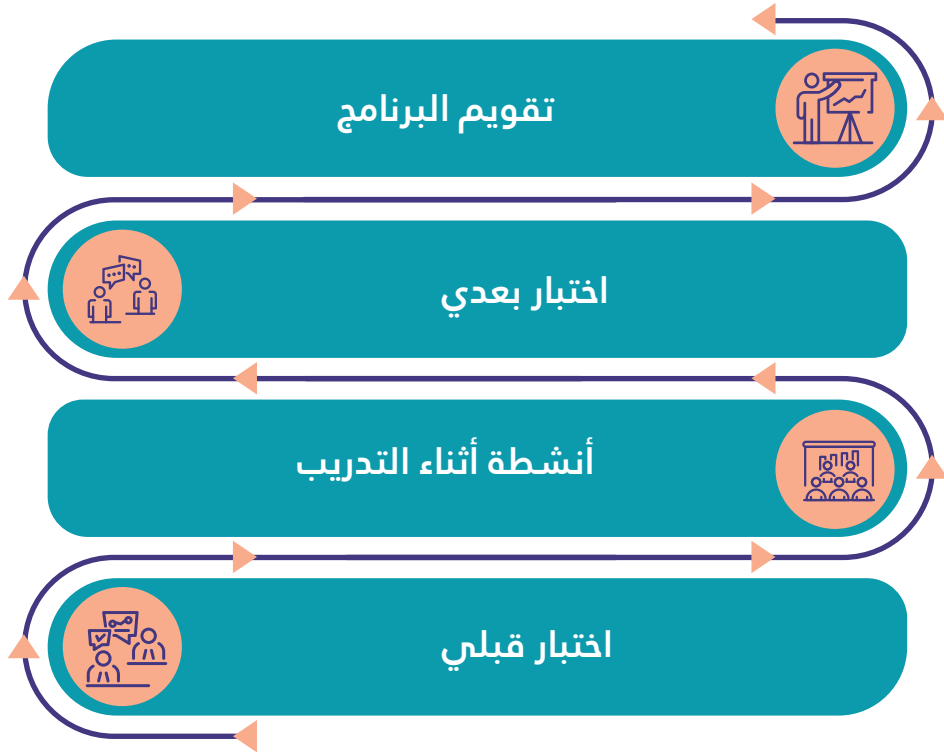 تقويم البرنامج
اختبار بعدي
أنشطة أثناء التدريب
اختبار قبلي